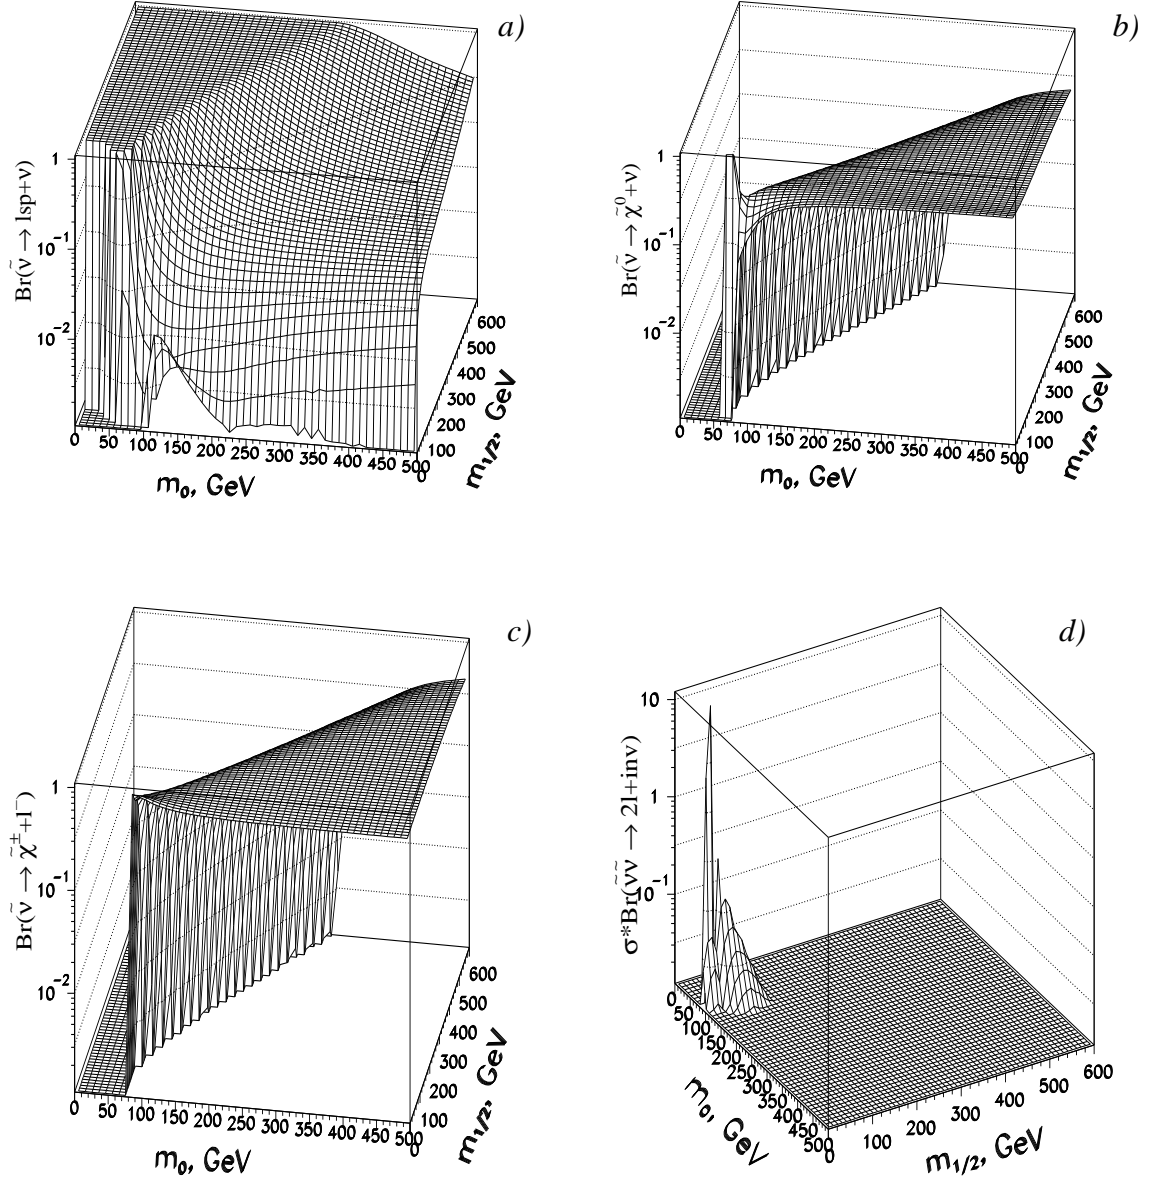 a)
Br(ν̃ → lsp+ν)
1
10⁻¹
10⁻²
0 50 100 150 200 250 300 350 400 450 500
m₀, GeV
0 100 200 300 400 500 600
m₁/₂, GeV
b)
Br(ν̃ → χ̃⁰+ν)
1
10⁻¹
10⁻²
0 50 100 150 200 250 300 350 400 450 500
m₀, GeV
0 100 200 300 400 500 600
m₁/₂, GeV
c)
Br(ν̃ → χ̃±+l⁻)
1
10⁻¹
10⁻²
0 50 100 150 200 250 300 350 400 450 500
m₀, GeV
0 100 200 300 400 500 600
m₁/₂, GeV
d)
σ*Br(ν̃ν̃ → 2l+inv)
10
1
10⁻¹
0 50 100 150 200 250 300 350 400 450 500
m₀, GeV
0 100 200 300 400 500 600
m₁/₂, GeV